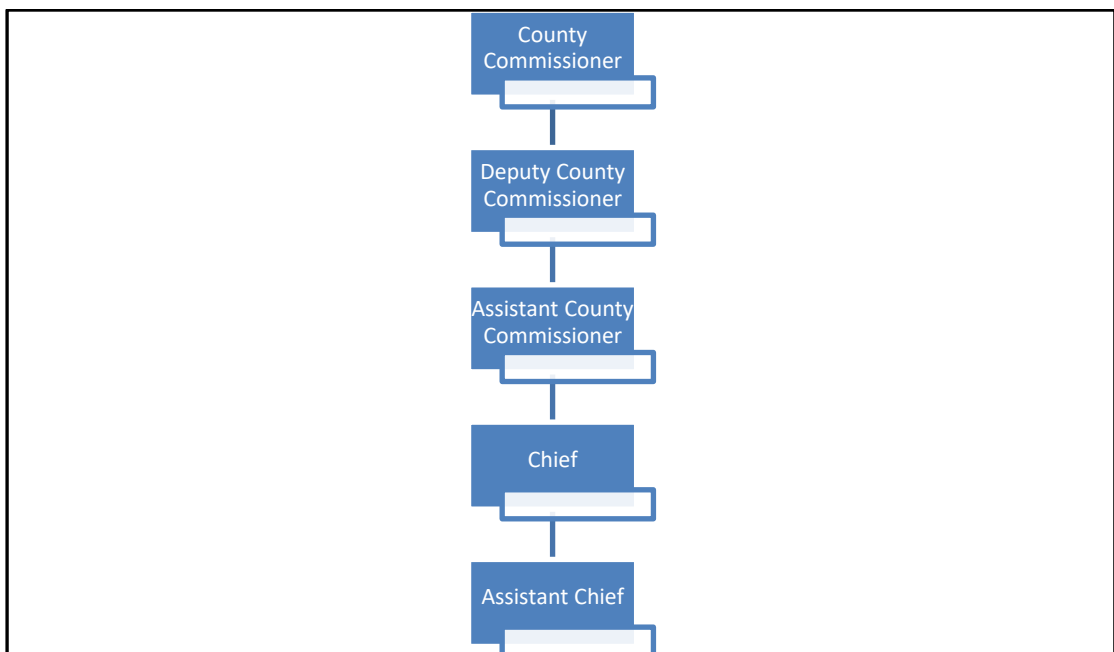 County
Commissioner
Deputy County
Commissioner
Assistant County
Commissioner
Chief
Assistant Chief